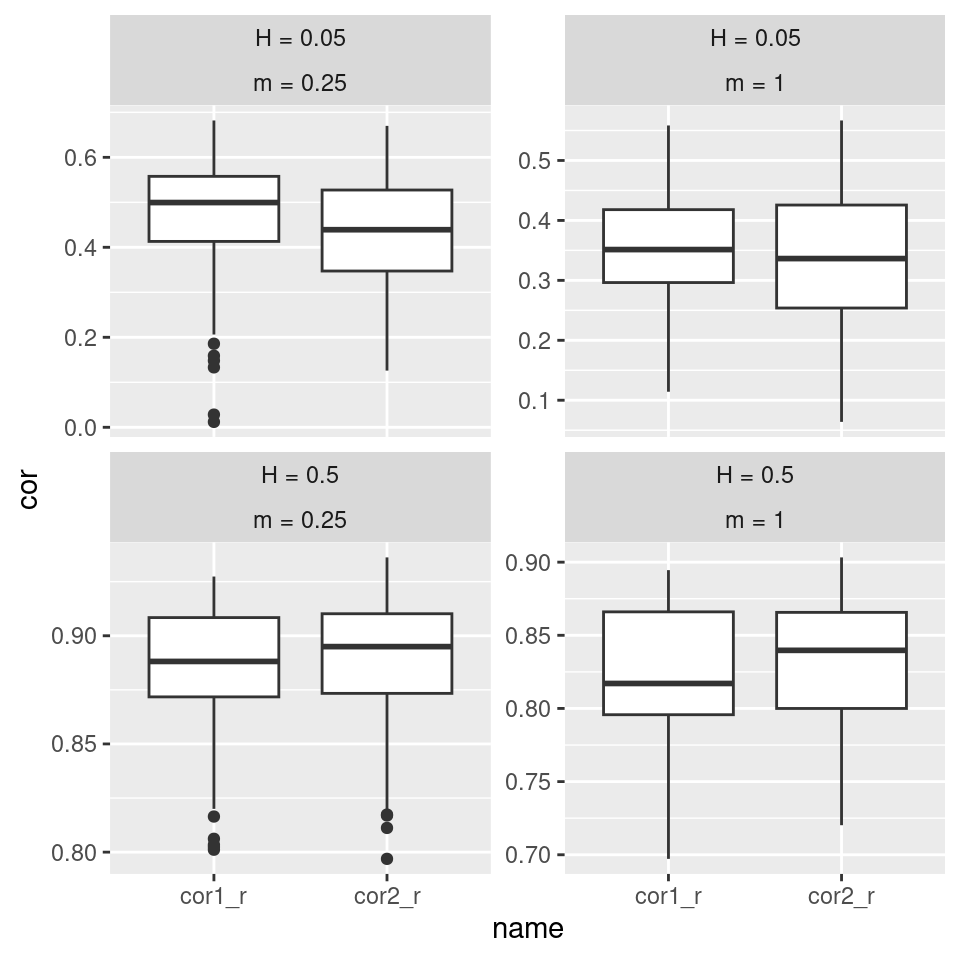 H = 0.05
m = 0.25
H = 0.05
m = 1
0.6
0.4
0.2
0.0
0.5
0.4
0.3
0.2
0.1
cor
H = 0.5
m = 0.25
H = 0.5
m = 1
0.90
0.85
0.80
0.90
0.85
0.80
0.75
0.70
cor1_r
cor2_r
cor1_r
cor2_r
name